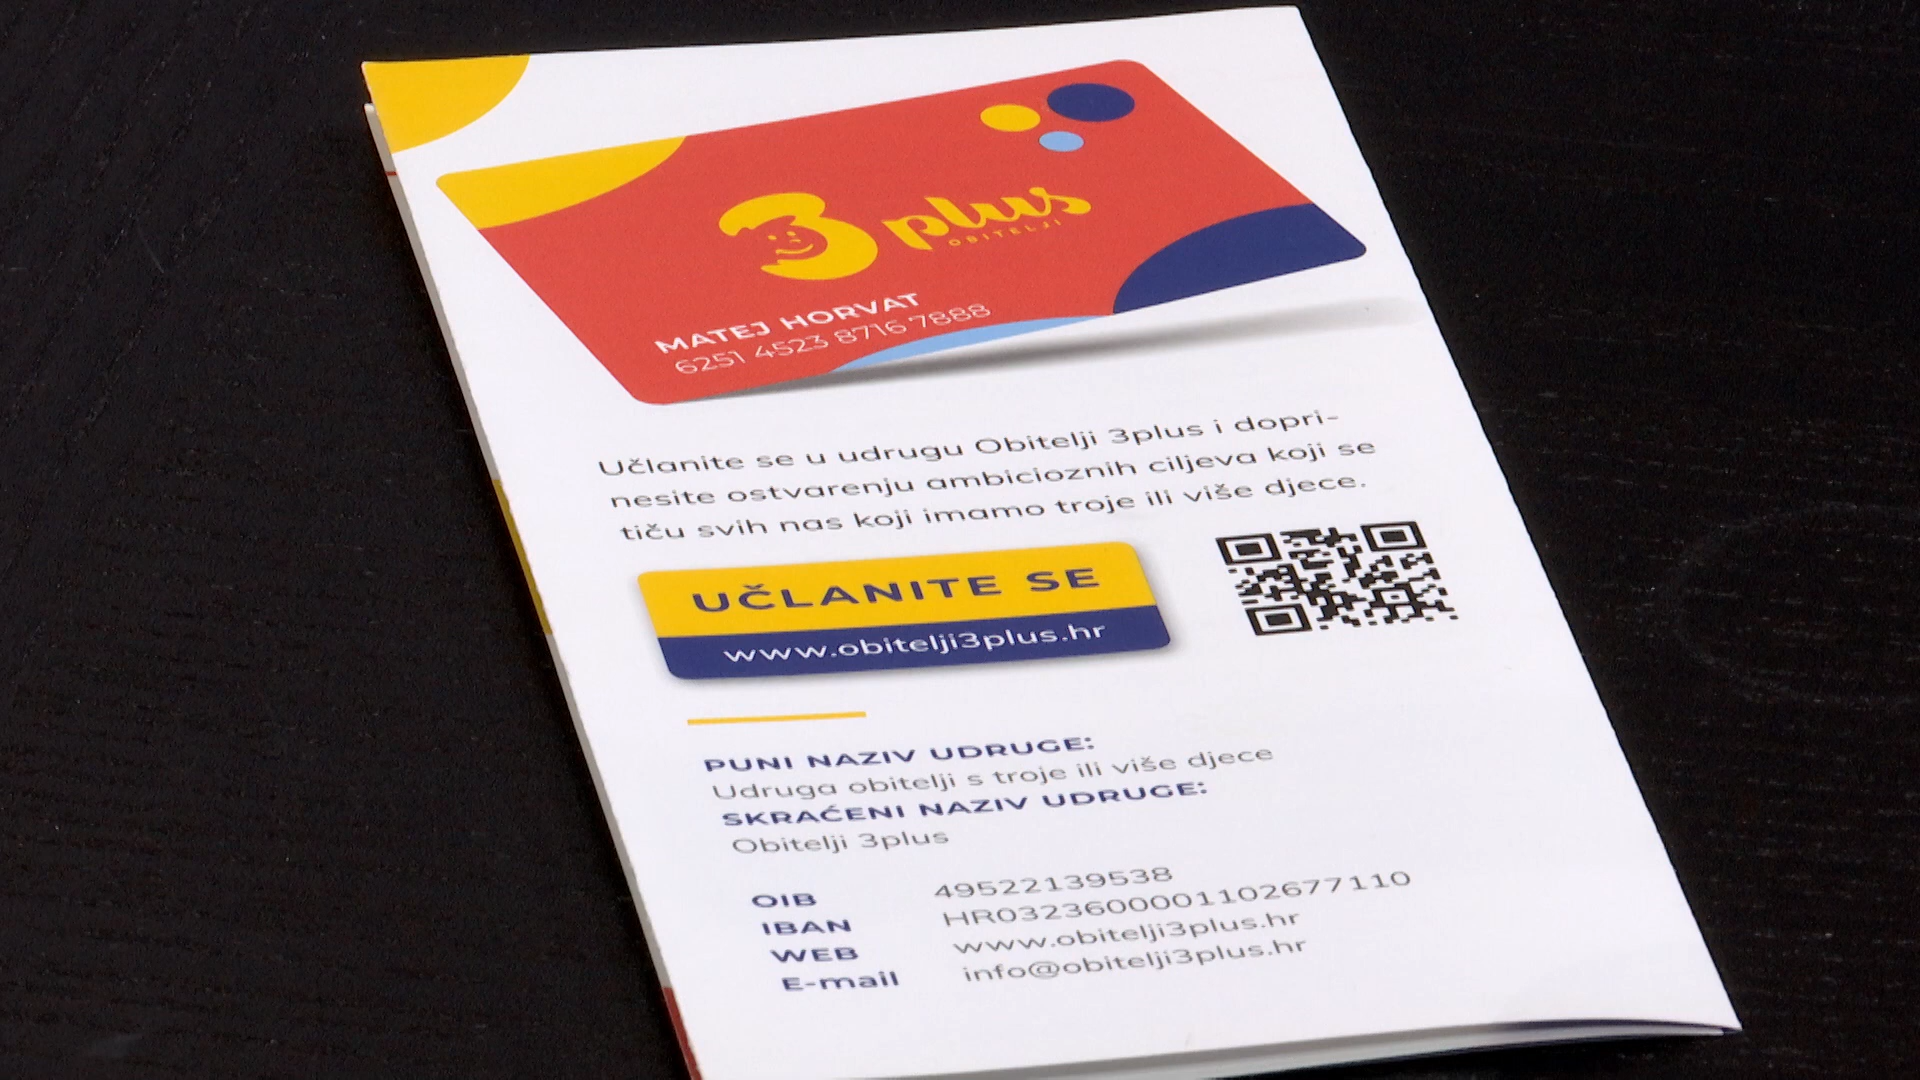 3 plus
OBITELJI
MATEJ HORVAT
6251 4523 8716 7888
Učlanite se u udrugu Obitelji 3plus i dopri-
nesite ostvarenju ambicioznih ciljeva koji se
tiču svih nas koji imamo troje ili više djece.
UČLANITE SE
www.obitelji3plus.hr
PUNI NAZIV UDRUGE:
Udruga obitelji s troje ili više djece
SKRAĆENI NAZIV UDRUGE:
Obitelji 3plus
OIB 49522139538
IBAN HR0323600001102677110
WEB www.obitelji3plus.hr
E-mail info@obitelji3plus.hr